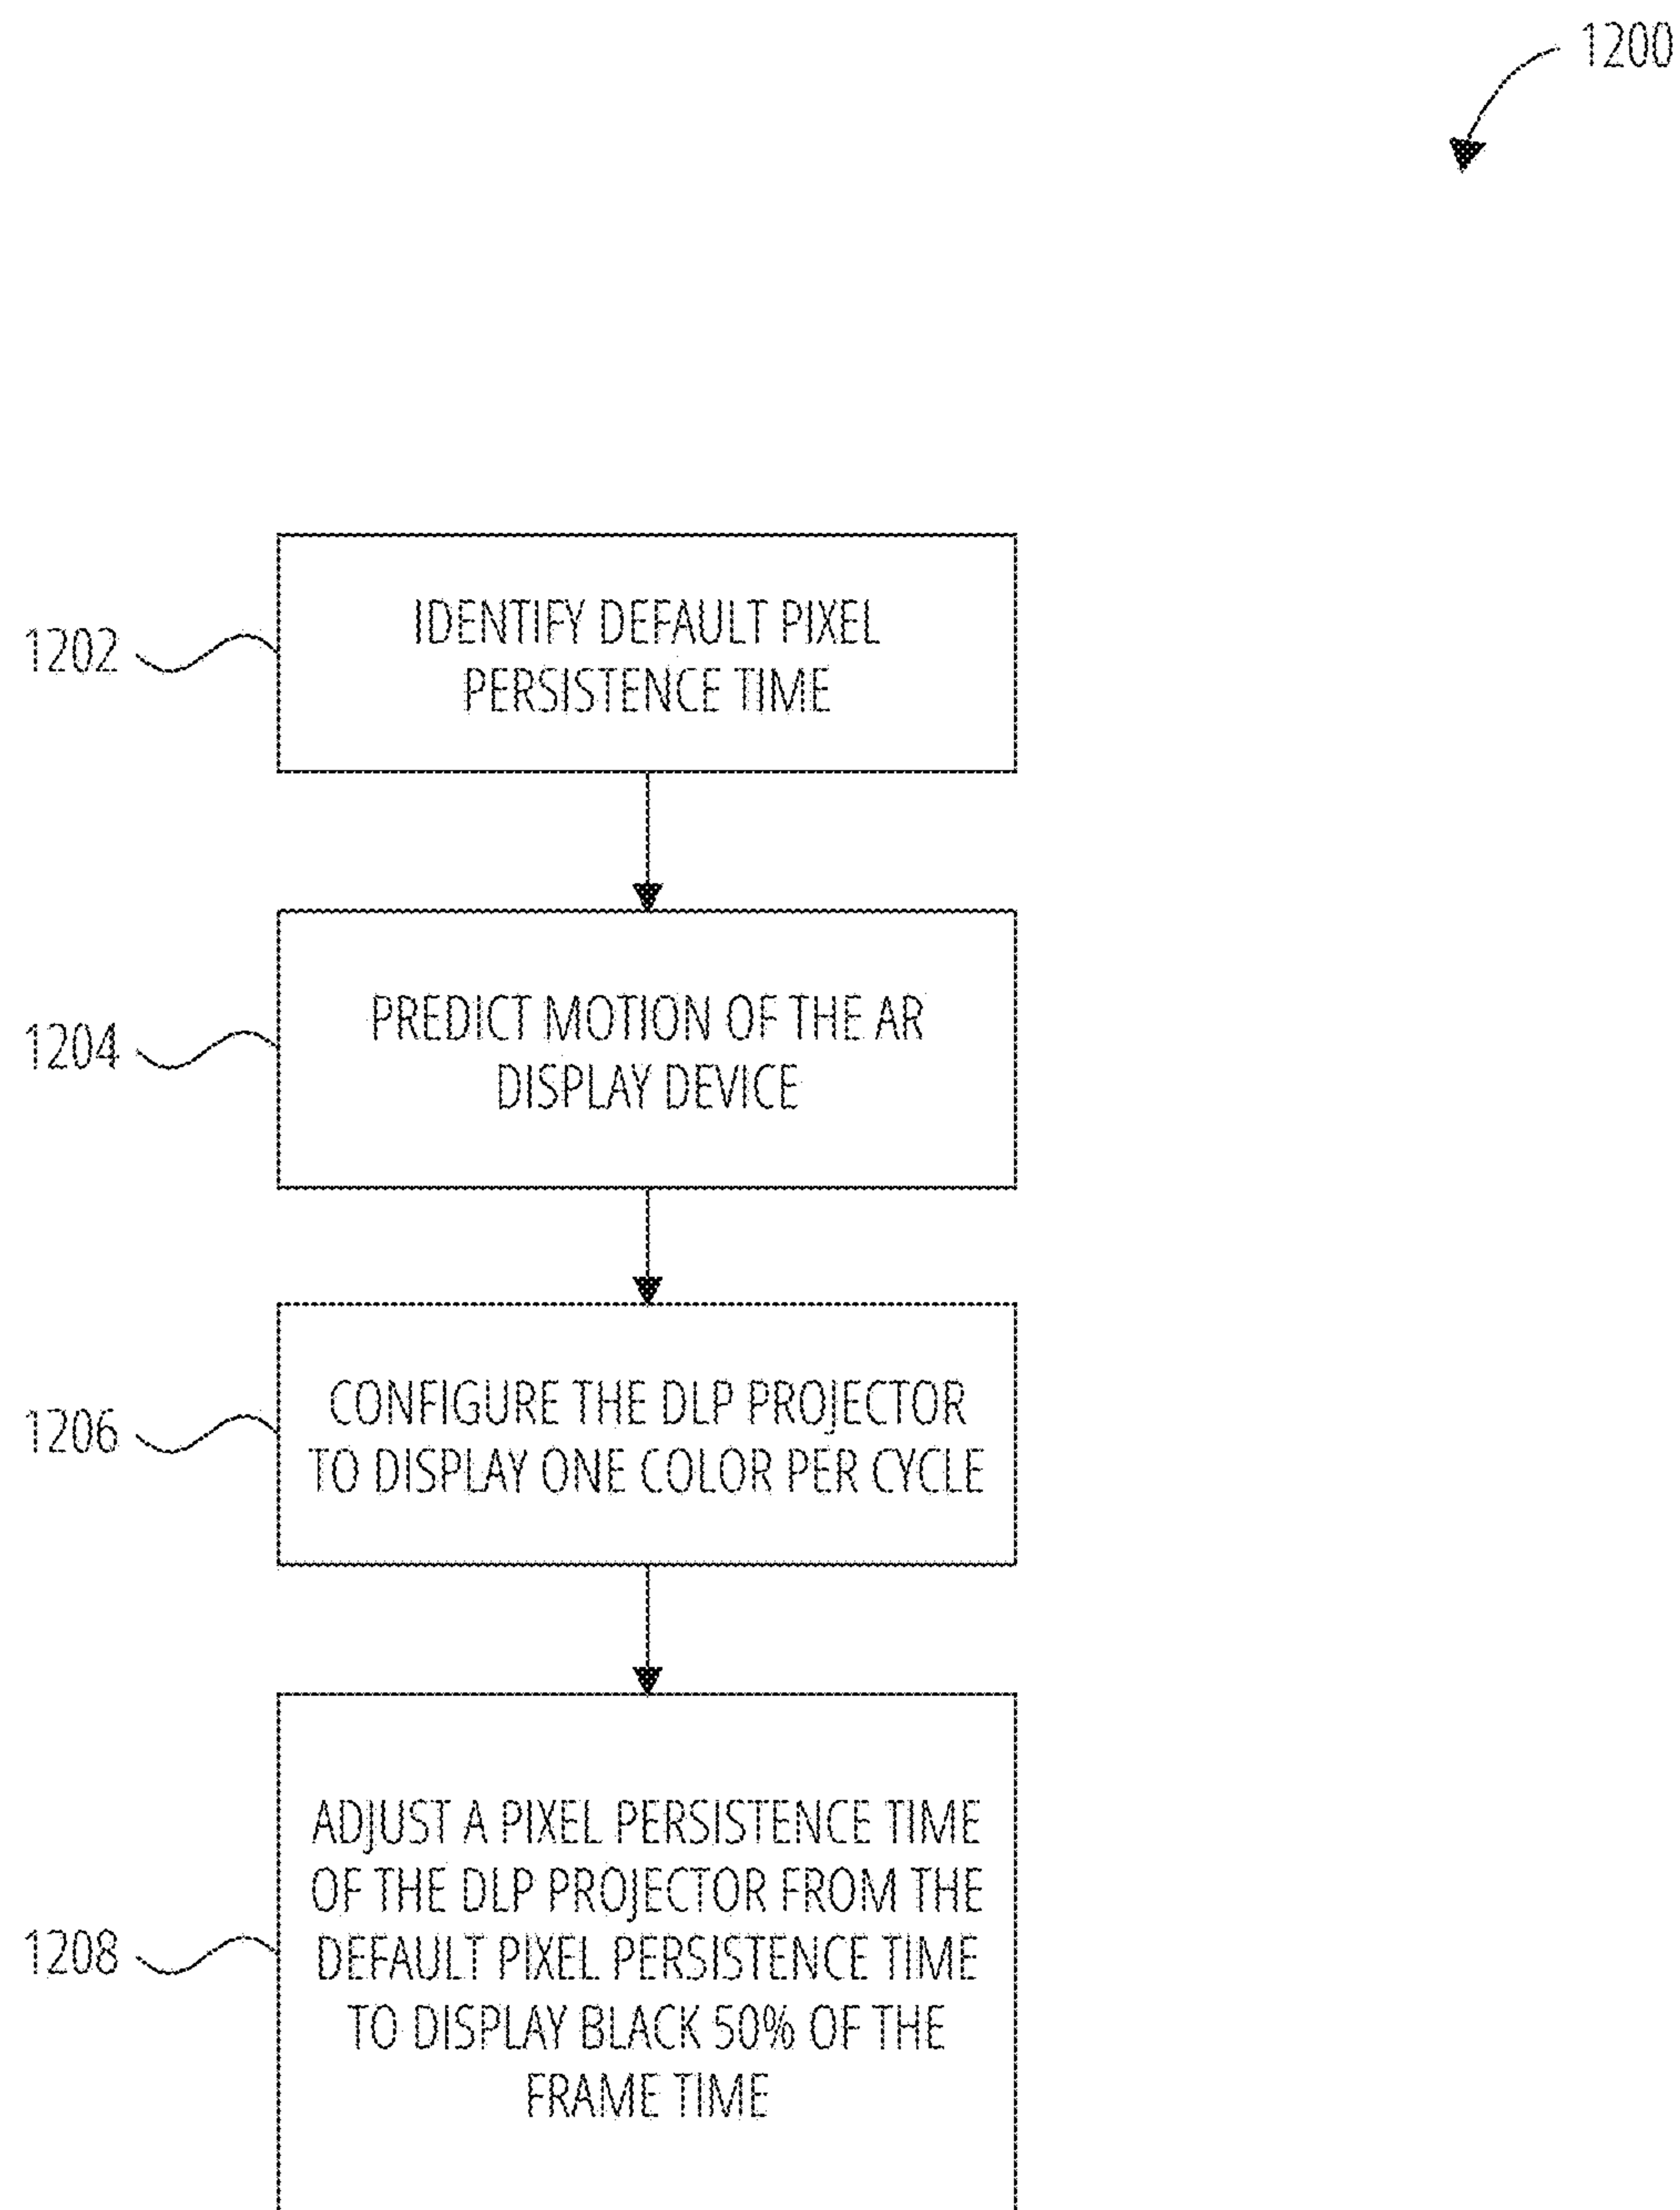 1200
1202
IDENTIFY DEFAULT PIXEL
PERSISTENCE TIME
1204
PREDICT MOTION OF THE AR
DISPLAY DEVICE
1206
CONFIGURE THE DLP PROJECTOR
TO DISPLAY ONE COLOR PER CYCLE
1208
ADJUST A PIXEL PERSISTENCE TIME
OF THE DLP PROJECTOR FROM THE
DEFAULT PIXEL PERSISTENCE TIME
TO DISPLAY BLACK 50% OF THE
FRAME TIME